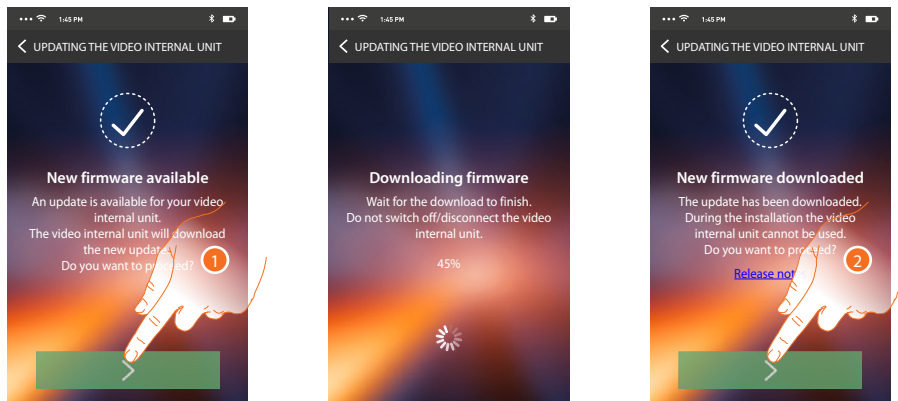 1:45 PM
UPDATING THE VIDEO INTERNAL UNIT
New firmware available
An update is available for your video
internal unit.
The video internal unit will download
the new update.
Do you want to proceed?
1
1:45 PM
UPDATING THE VIDEO INTERNAL UNIT
Downloading firmware
Wait for the download to finish.
Do not switch off/disconnect the video
internal unit.
45%
1:45 PM
UPDATING THE VIDEO INTERNAL UNIT
New firmware downloaded
The update has been downloaded.
During the installation the video
internal unit cannot be used.
Do you want to proceed?
2
Release notes